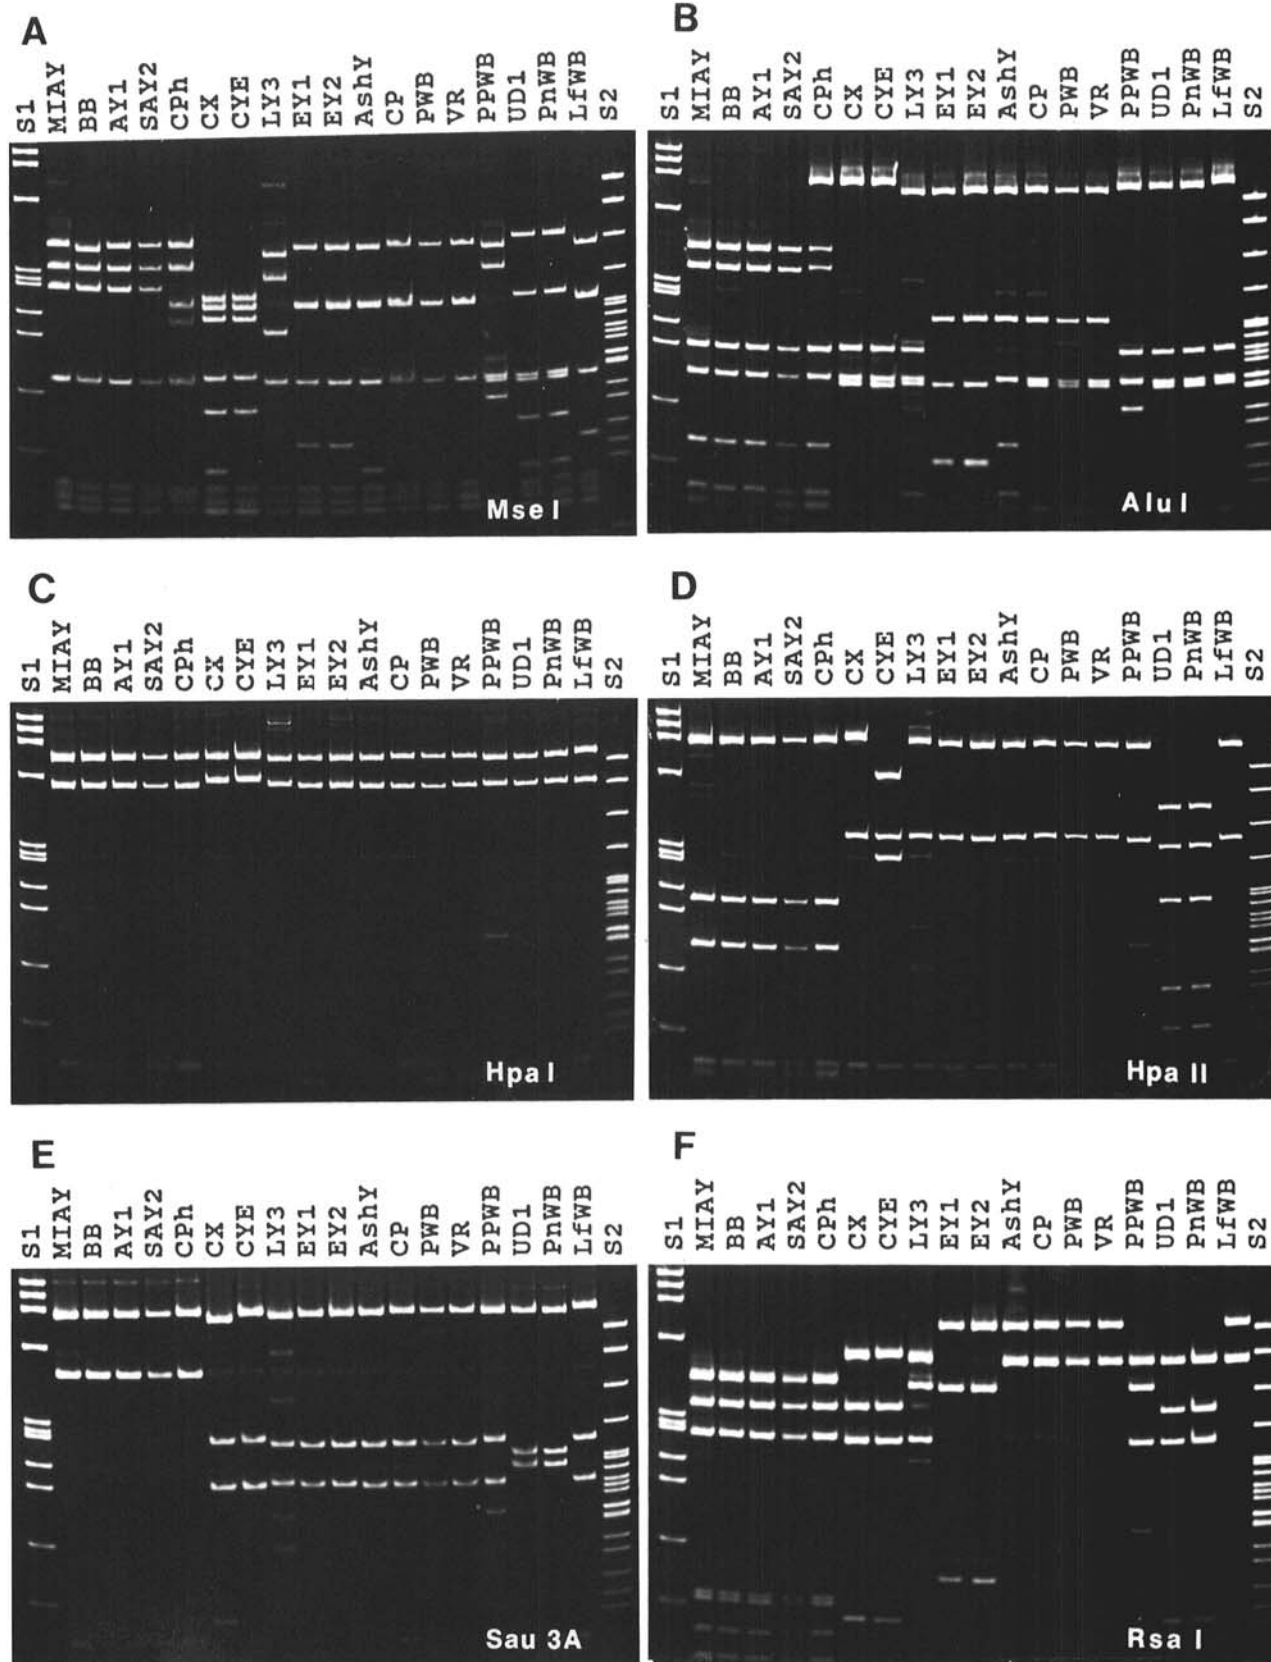 A
S1 MIAY BB AY1 SAY2 CPh CX CYE LY3 EY1 EY2 AshY CP PWB VR PPWB UD1 PnWB LfWB S2
Mse I
B
S1 MIAY BB AY1 SAY2 CPh CX CYE LY3 EY1 EY2 AshY CP PWB VR PPWB UD1 PnWB LfWB S2
Alu I
C
S1 MIAY BB AY1 SAY2 CPh CX CYE LY3 EY1 EY2 AshY CP PWB VR PPWB UD1 PnWB LfWB S2
Hpa I
D
S1 MIAY BB AY1 SAY2 CPh CX CYE LY3 EY1 EY2 AshY CP PWB VR PPWB UD1 PnWB LfWB S2
Hpa II
E
S1 MIAY BB AY1 SAY2 CPh CX CYE LY3 EY1 EY2 AshY CP PWB VR PPWB UD1 PnWB LfWB S2
Sau 3A
F
S1 MIAY BB AY1 SAY2 CPh CX CYE LY3 EY1 EY2 AshY CP PWB VR PPWB UD1 PnWB LfWB S2
Rsa I